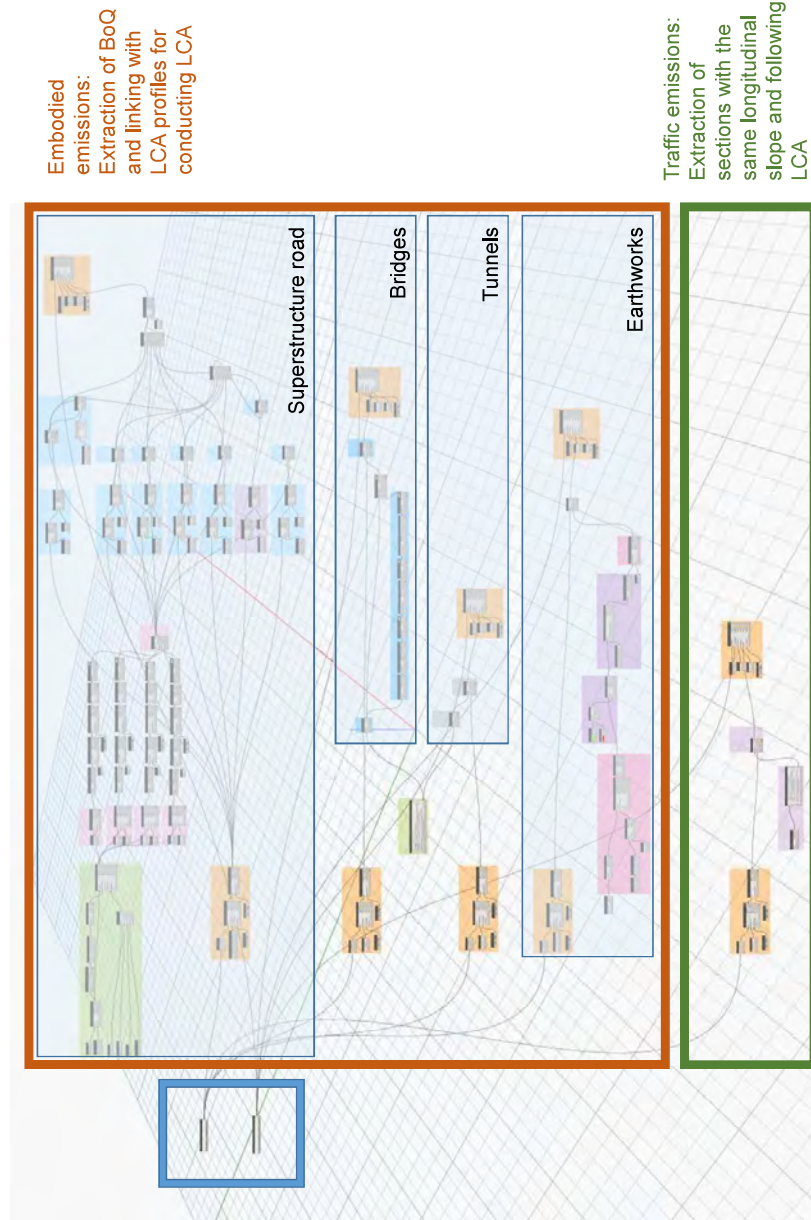 Embodied
emissions:
Extraction of BoQ
and linking with
LCA profiles for
conducting LCA
Superstructure road
Bridges
Tunnels
Earthworks
Traffic emissions:
Extraction of
sections with the
same longitudinal
slope and following
LCA